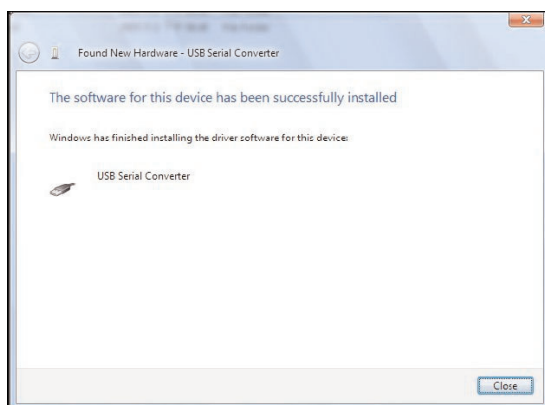 Found New Hardware - USB Serial Converter
The software for this device has been successfully installed
Windows has finished installing the driver software for this device:
USB Serial Converter
Close